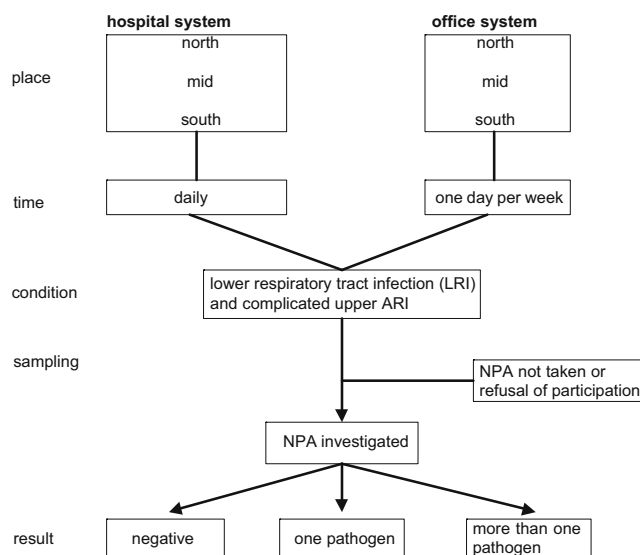 hospital system
office system
north
north
place
mid
mid
south
south
time
daily
one day per week
condition
lower respiratory tract infection (LRI)
and complicated upper ARI
sampling
NPA not taken or
refusal of participation
NPA investigated
result
negative
one pathogen
more than one
pathogen